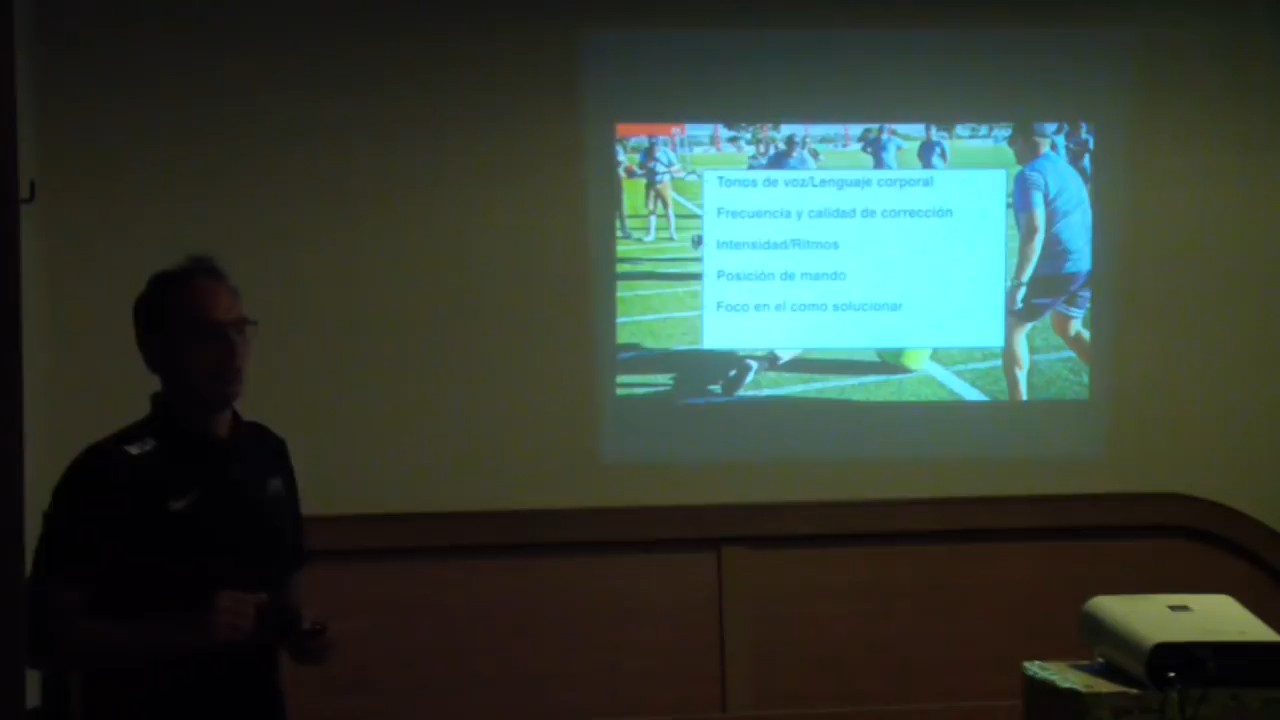 Tonos de voz/Lenguaje corporal
Frecuencia y calidad de corrección
Intensidad/Ritmos
Posición de mando
Foco en el como solucionar